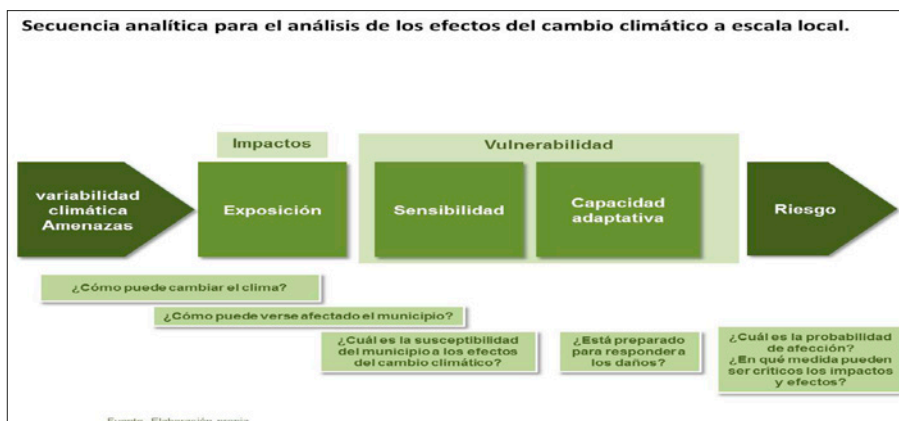 Secuencia analítica para el análisis de los efectos del cambio climático a escala local.
Impactos
Vulnerabilidad
variabilidad
climática
Amenazas
Exposición
Sensibilidad
Capacidad
adaptativa
Riesgo
¿Cómo puede cambiar el clima?
¿Cómo puede verse afectado el municipio?
¿Cuál es la susceptibilidad
del municipio a los efectos
del cambio climático?
¿Está preparado
para responder a
los daños?
¿Cuál es la probabilidad
de afección?
¿En qué medida pueden
ser críticos los impactos
y efectos?
Fuente. Elaboración propia